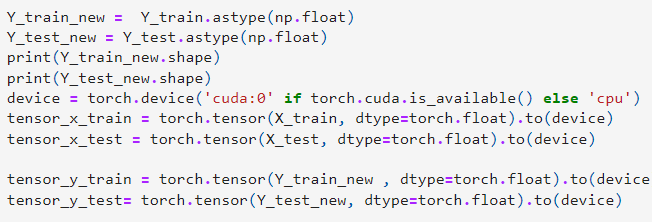 Y_train_new =  Y_train.astype(np.float)
Y_test_new = Y_test.astype(np.float)
print(Y_train_new.shape)
print(Y_test_new.shape)
device = torch.device('cuda:0' if torch.cuda.is_available() else 'cpu')
tensor_x_train = torch.tensor(X_train, dtype=torch.float).to(device)
tensor_x_test = torch.tensor(X_test, dtype=torch.float).to(device)
tensor_y_train = torch.tensor(Y_train_new , dtype=torch.float).to(device
tensor_y_test= torch.tensor(Y_test_new, dtype=torch.float).to(device)